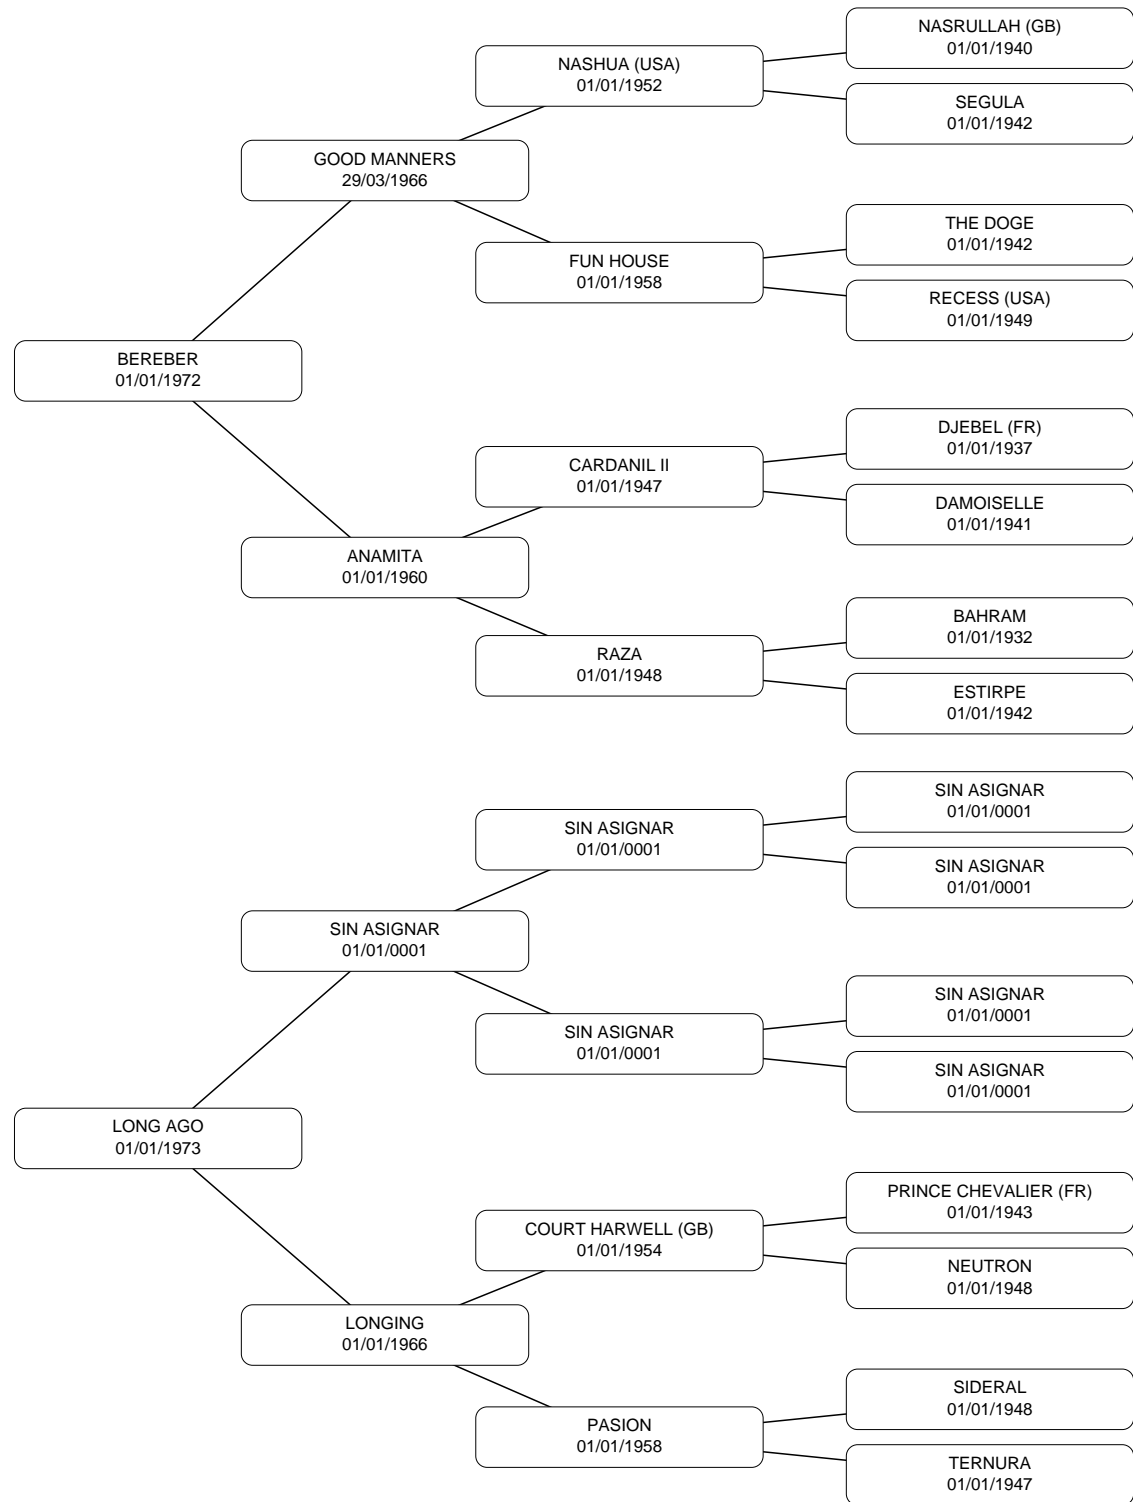 NASRULLAH (GB)
01/01/1940
NASHUA (USA)
01/01/1952
SEGULA
01/01/1942
GOOD MANNERS
29/03/1966
THE DOGE
01/01/1942
FUN HOUSE
01/01/1958
RECESS (USA)
01/01/1949
BEREBER
01/01/1972
DJEBEL (FR)
01/01/1937
CARDANIL II
01/01/1947
DAMOISELLE
01/01/1941
ANAMITA
01/01/1960
BAHRAM
01/01/1932
RAZA
01/01/1948
ESTIRPE
01/01/1942
SIN ASIGNAR
01/01/0001
SIN ASIGNAR
01/01/0001
SIN ASIGNAR
01/01/0001
SIN ASIGNAR
01/01/0001
SIN ASIGNAR
01/01/0001
SIN ASIGNAR
01/01/0001
SIN ASIGNAR
01/01/0001
LONG AGO
01/01/1973
PRINCE CHEVALIER (FR)
01/01/1943
COURT HARWELL (GB)
01/01/1954
NEUTRON
01/01/1948
LONGING
01/01/1966
SIDERAL
01/01/1948
PASION
01/01/1958
TERNURA
01/01/1947